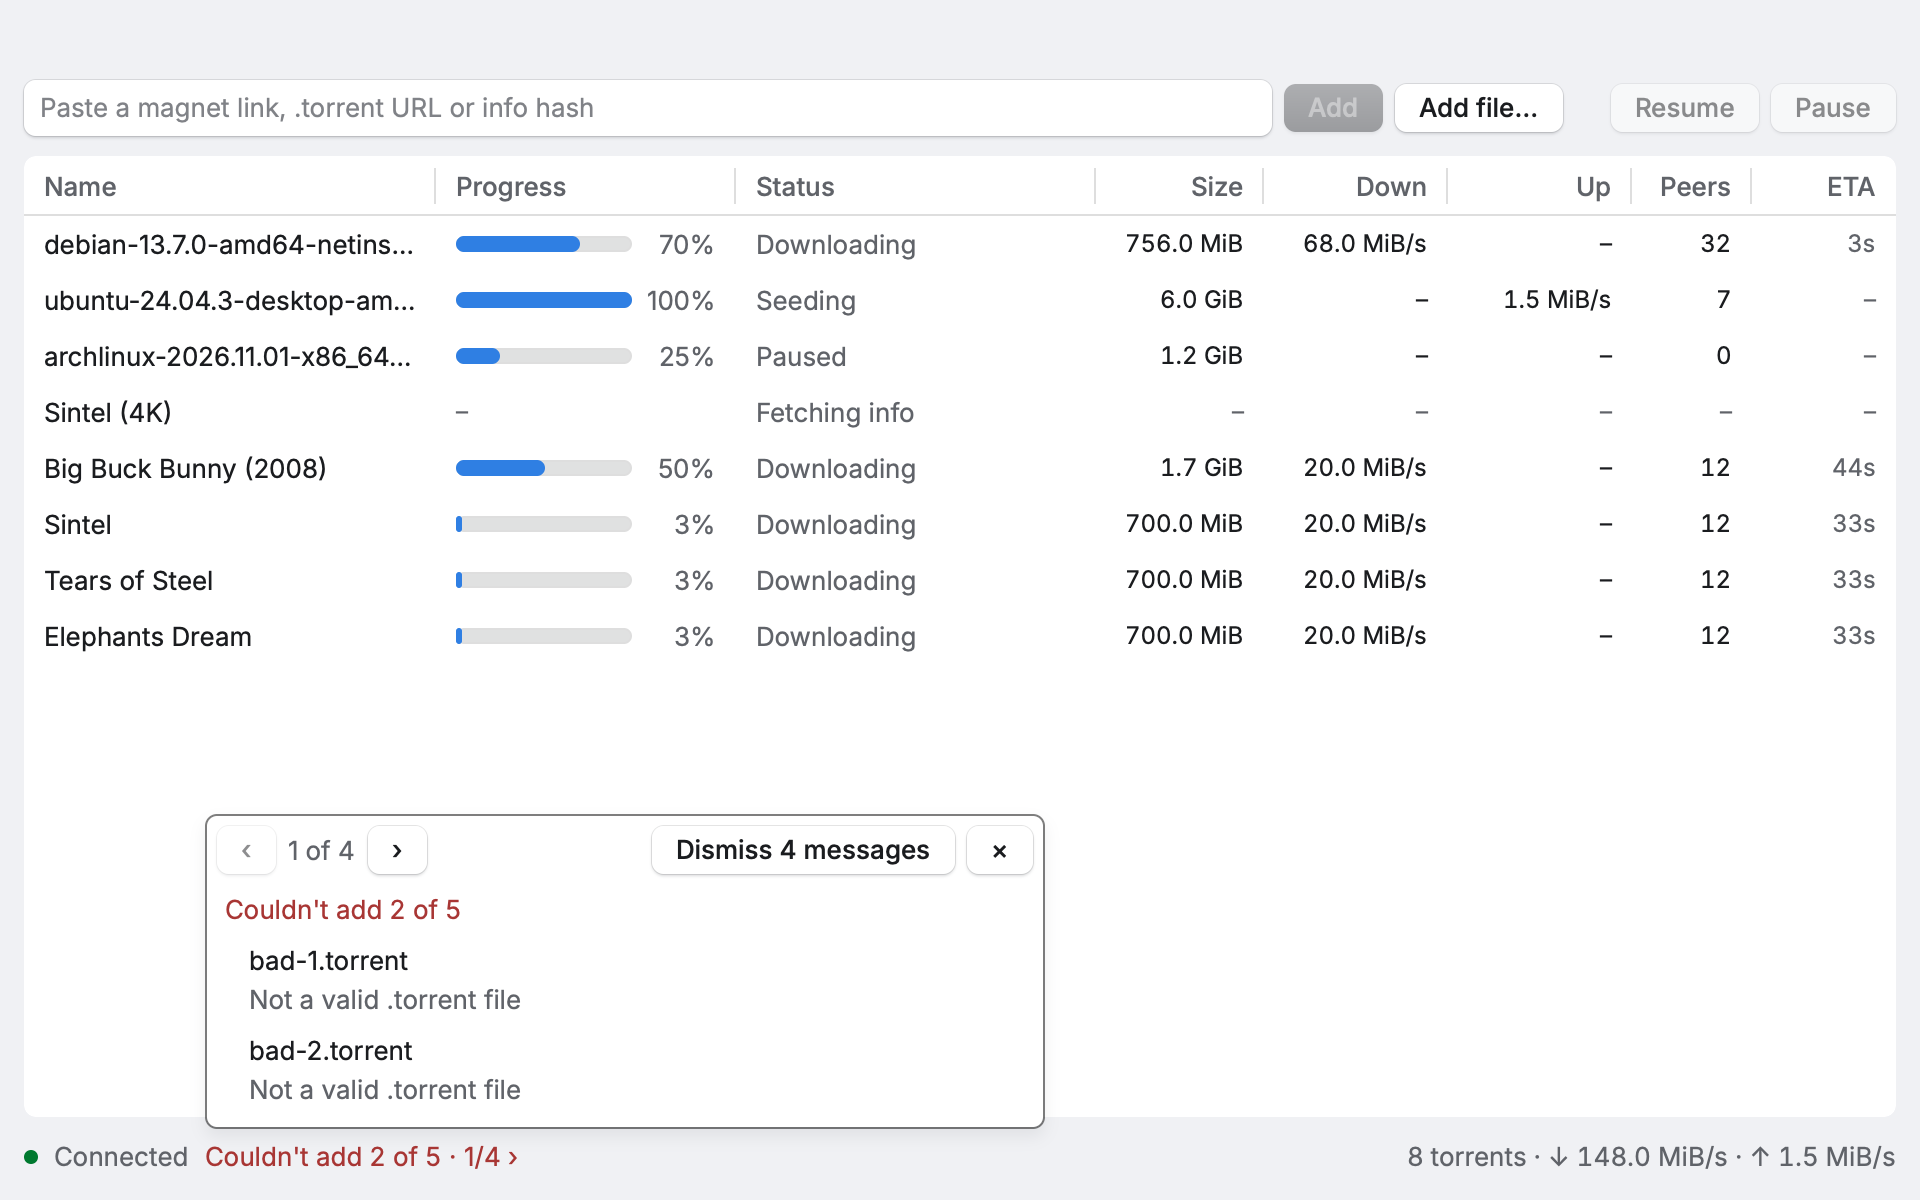 Paste a magnet link, .torrent URL or info hash Add Add file... Resume Pause
Name Progress Status Size Down Up Peers ETA
debian-13.7.0-amd64-netins... 70% Downloading 756.0 MiB 68.0 MiB/s – 32 3s
ubuntu-24.04.3-desktop-am... 100% Seeding 6.0 GiB – 1.5 MiB/s 7 –
archlinux-2026.11.01-x86_64... 25% Paused 1.2 GiB – – 0 –
Sintel (4K) – Fetching info – – – – –
Big Buck Bunny (2008) 50% Downloading 1.7 GiB 20.0 MiB/s – 12 44s
Sintel 3% Downloading 700.0 MiB 20.0 MiB/s – 12 33s
Tears of Steel 3% Downloading 700.0 MiB 20.0 MiB/s – 12 33s
Elephants Dream 3% Downloading 700.0 MiB 20.0 MiB/s – 12 33s
‹ 1 of 4 › Dismiss 4 messages ×
Couldn't add 2 of 5
bad-1.torrent
Not a valid .torrent file
bad-2.torrent
Not a valid .torrent file
Connected Couldn't add 2 of 5 · 1/4 › 8 torrents · ↓ 148.0 MiB/s · ↑ 1.5 MiB/s